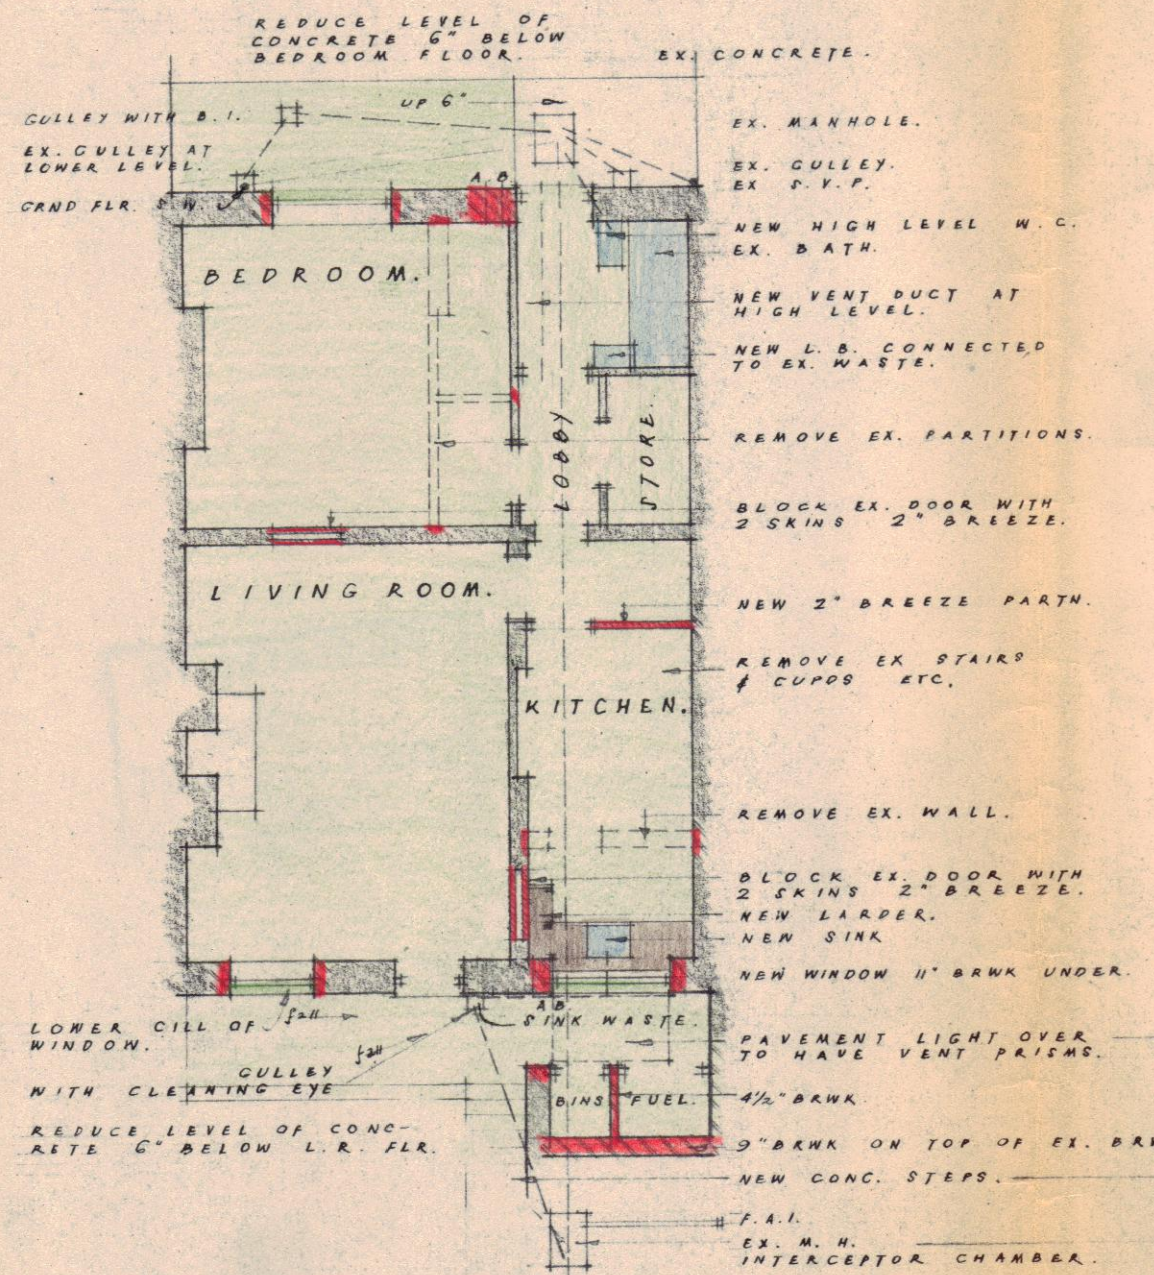 REDUCE LEVEL OF
CONCRETE 6" BELOW
BEDROOM FLOOR.
EX. CONCRETE.
UP 6"
GULLEY WITH B.I.
EX. GULLEY AT
LOWER LEVEL.
GRND FLR. S.W.
A B
BEDROOM.
LIVING ROOM.
LOBBY
STORE.
KITCHEN.
EX. MANHOLE.
EX. GULLEY.
EX S.V.P.
NEW HIGH LEVEL W.C.
EX. BATH.
NEW VENT DUCT AT
HIGH LEVEL.
NEW L.B. CONNECTED
TO EX. WASTE.
REMOVE EX. PARTITIONS.
BLOCK EX. DOOR WITH
2 SKINS 2" BREEZE.
NEW 2" BREEZE PARTN.
REMOVE EX STAIRS
& CUPDS ETC.
REMOVE EX. WALL.
BLOCK EX. DOOR WITH
2 SKINS 2" BREEZE.
NEW LARDER.
NEW SINK
NEW WINDOW 11" BRWK UNDER.
A B
SINK WASTE.
PAVEMENT LIGHT OVER
TO HAVE VENT PRISMS.
BINS
FUEL.
4½" BRWK
9" BRWK ON TOP OF EX.
NEW CONC. STEPS.
F.A.I.
EX. M.H.
INTERCEPTOR CHAMBER.
LOWER CILL OF
WINDOW.
fall
fall
GULLEY
WITH CLEANING EYE
REDUCE LEVEL OF CONC-
RETE 6" BELOW L.R. FLR.